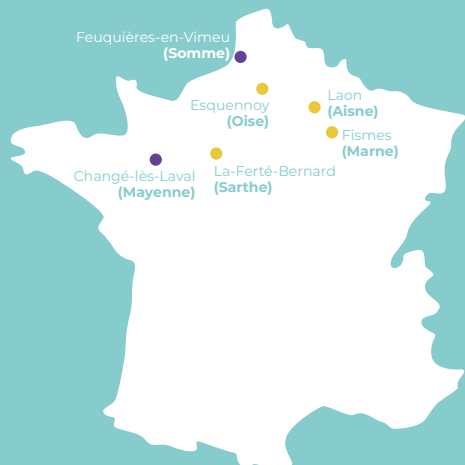 Feuquières-en-Vimeu
(Somme)
Esquennoy
(Oise)
Laon
(Aisne)
Fismes
(Marne)
Changé-lès-Laval
(Mayenne)
La-Ferté-Bernard
(Sarthe)